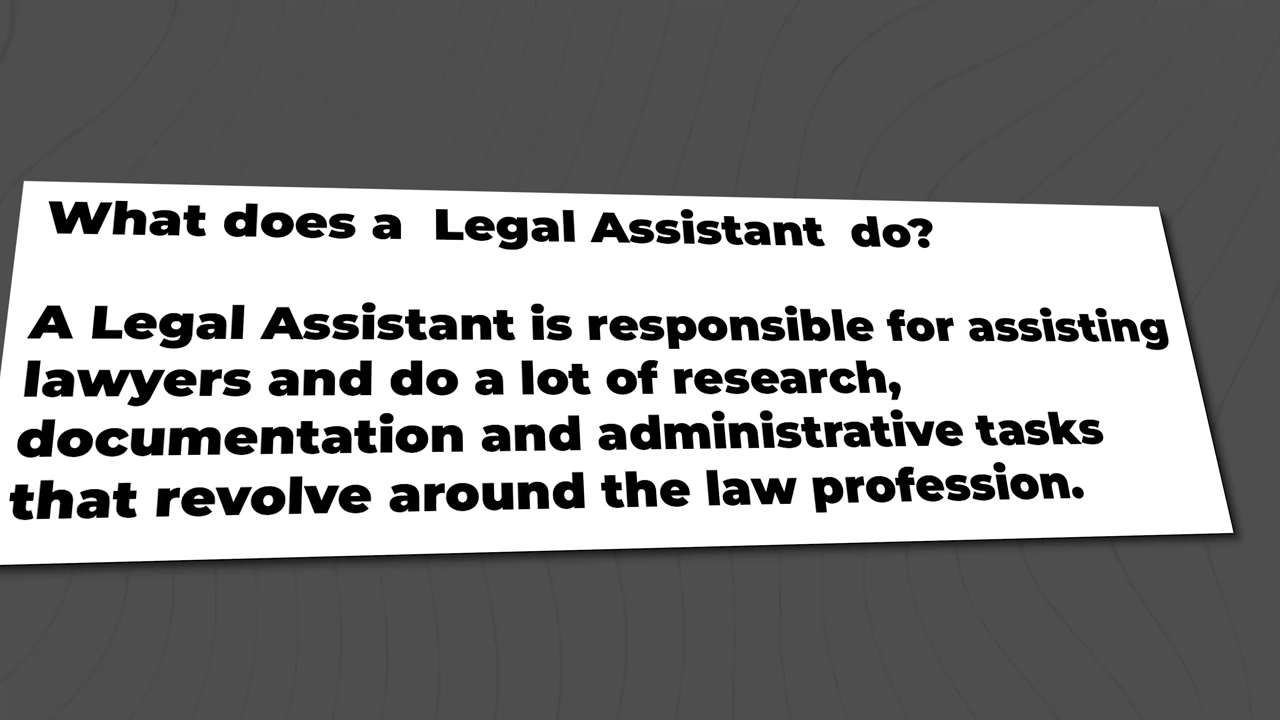 What does a Legal Assistant do?
A Legal Assistant is responsible for assisting
lawyers and do a lot of research,
documentation and administrative tasks
that revolve around the law profession.